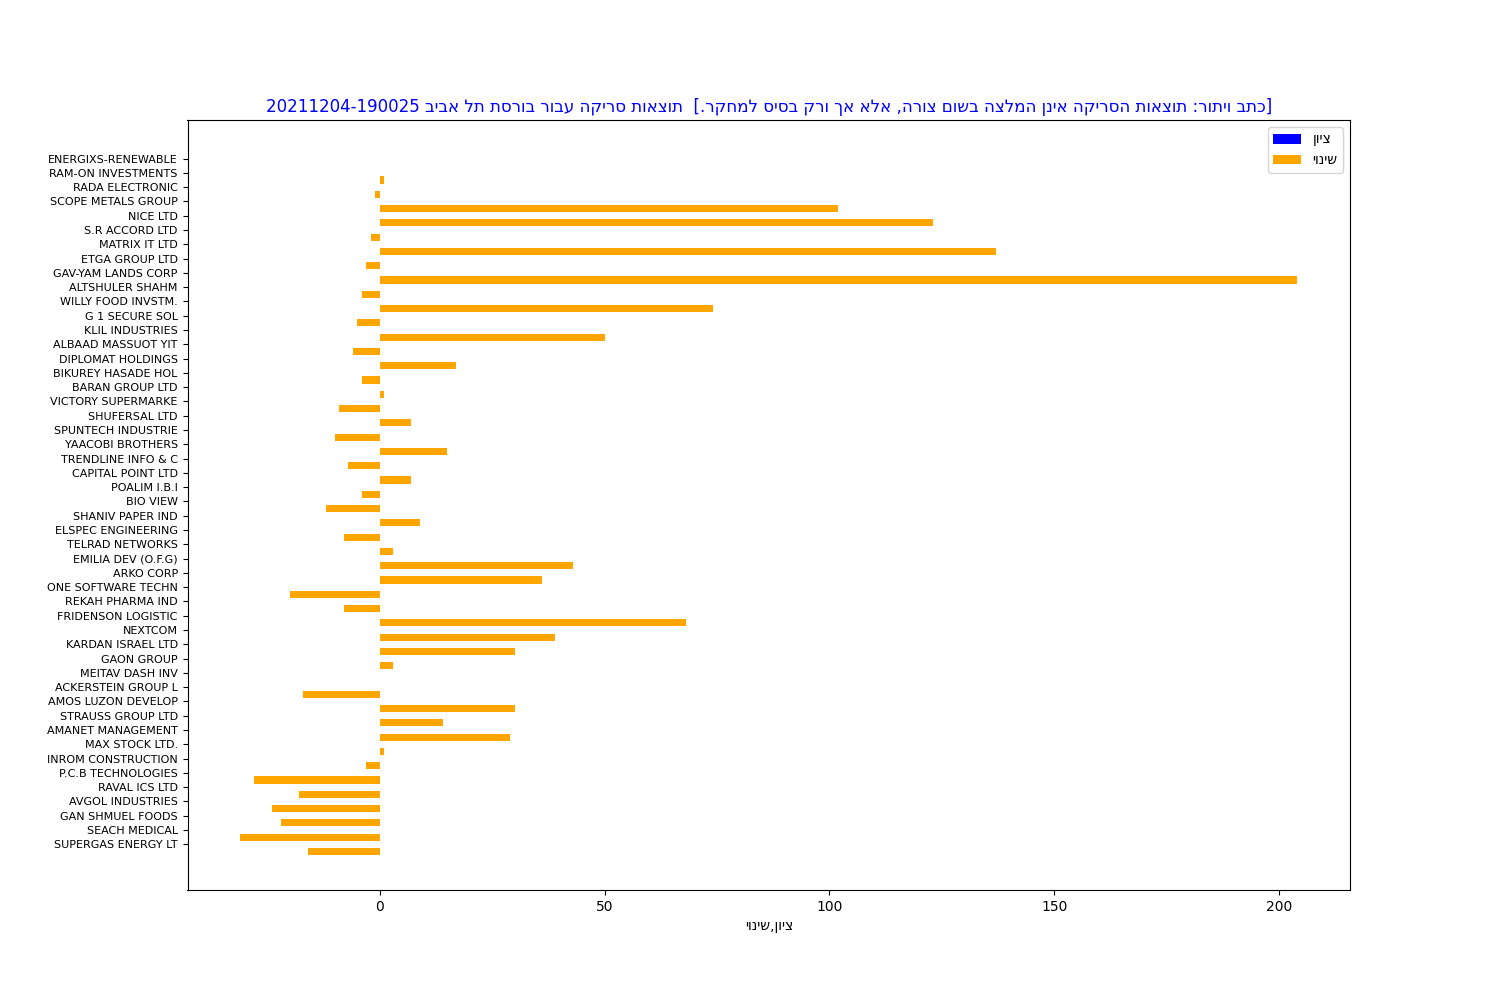 [כתב ויתור: תוצאות הסריקה אינן המלצה בשום צורה, אלא אך ורק בסיס למחקר.] תוצאות סריקה עבור בורסת תל אביב 20211204-190025
ציון
שינוי
ENERGIXS-RENEWABLE
RAM-ON INVESTMENTS
RADA ELECTRONIC
SCOPE METALS GROUP
NICE LTD
S.R ACCORD LTD
MATRIX IT LTD
ETGA GROUP LTD
GAV-YAM LANDS CORP
ALTSHULER SHAHM
WILLY FOOD INVSTM.
G 1 SECURE SOL
KLIL INDUSTRIES
ALBAAD MASSUOT YIT
DIPLOMAT HOLDINGS
BIKUREY HASADE HOL
BARAN GROUP LTD
VICTORY SUPERMARKE
SHUFERSAL LTD
SPUNTECH INDUSTRIE
YAACOBI BROTHERS
TRENDLINE INFO & C
CAPITAL POINT LTD
POALIM I.B.I
BIO VIEW
SHANIV PAPER IND
ELSPEC ENGINEERING
TELRAD NETWORKS
EMILIA DEV (O.F.G)
ARKO CORP
ONE SOFTWARE TECHN
REKAH PHARMA IND
FRIDENSON LOGISTIC
NEXTCOM
KARDAN ISRAEL LTD
GAON GROUP
MEITAV DASH INV
ACKERSTEIN GROUP L
AMOS LUZON DEVELOP
STRAUSS GROUP LTD
AMANET MANAGEMENT
MAX STOCK LTD.
INROM CONSTRUCTION
P.C.B TECHNOLOGIES
RAVAL ICS LTD
AVGOL INDUSTRIES
GAN SHMUEL FOODS
SEACH MEDICAL
SUPERGAS ENERGY LT
0 50 100 150 200
ציון,שינוי